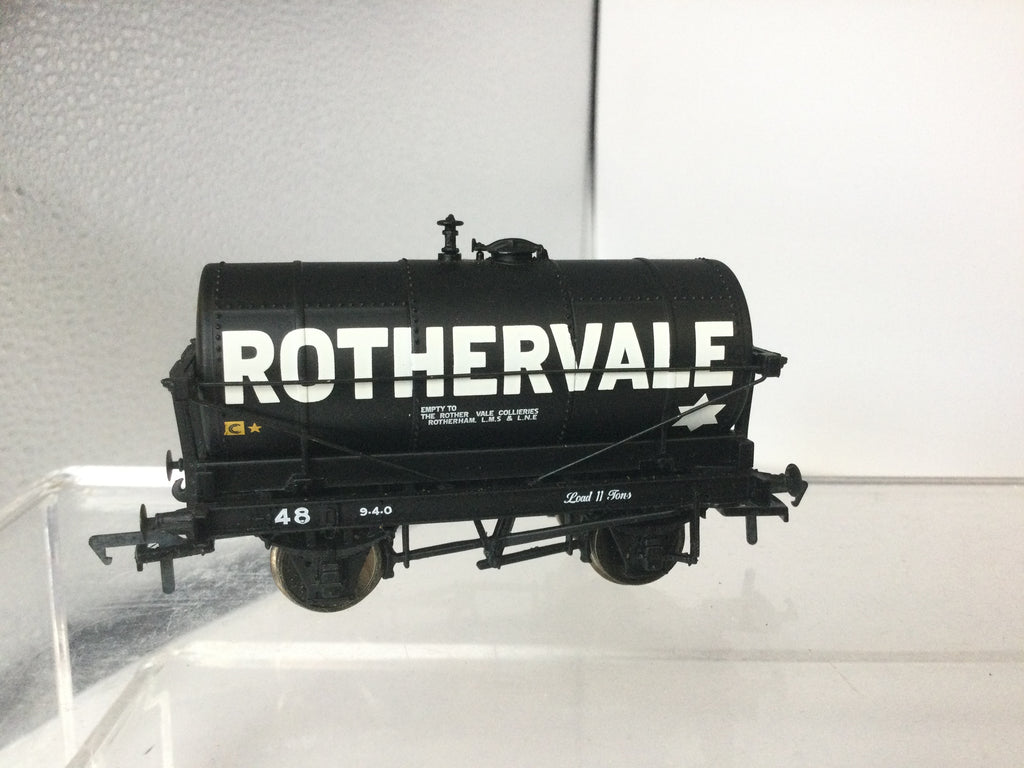 ROTHERVALE
EMPTY TO
THE ROTHER VALE COLLIERIES
ROTHERHAM. L.M.S & L.N.E
C
48 9-4-0 Load 11 Tons